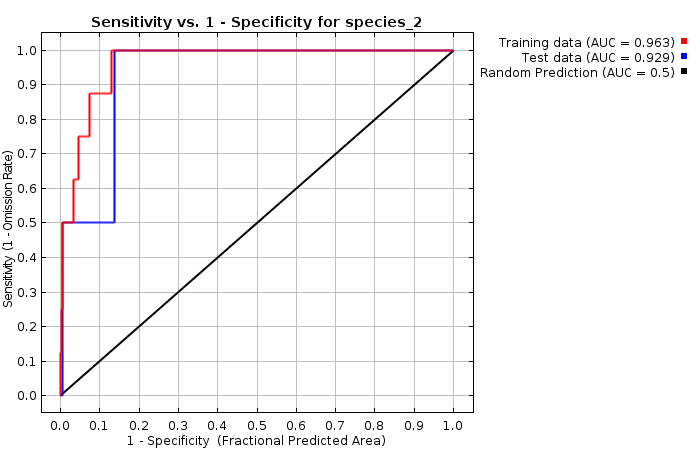 Sensitivity vs. 1 - Specificity for species_2
Training data (AUC = 0.963)
Test data (AUC = 0.929)
Random Prediction (AUC = 0.5)
Sensitivity (1 - Omission Rate)
1.0
0.9
0.8
0.7
0.6
0.5
0.4
0.3
0.2
0.1
0.0
0.0 0.1 0.2 0.3 0.4 0.5 0.6 0.7 0.8 0.9 1.0
1 - Specificity (Fractional Predicted Area)